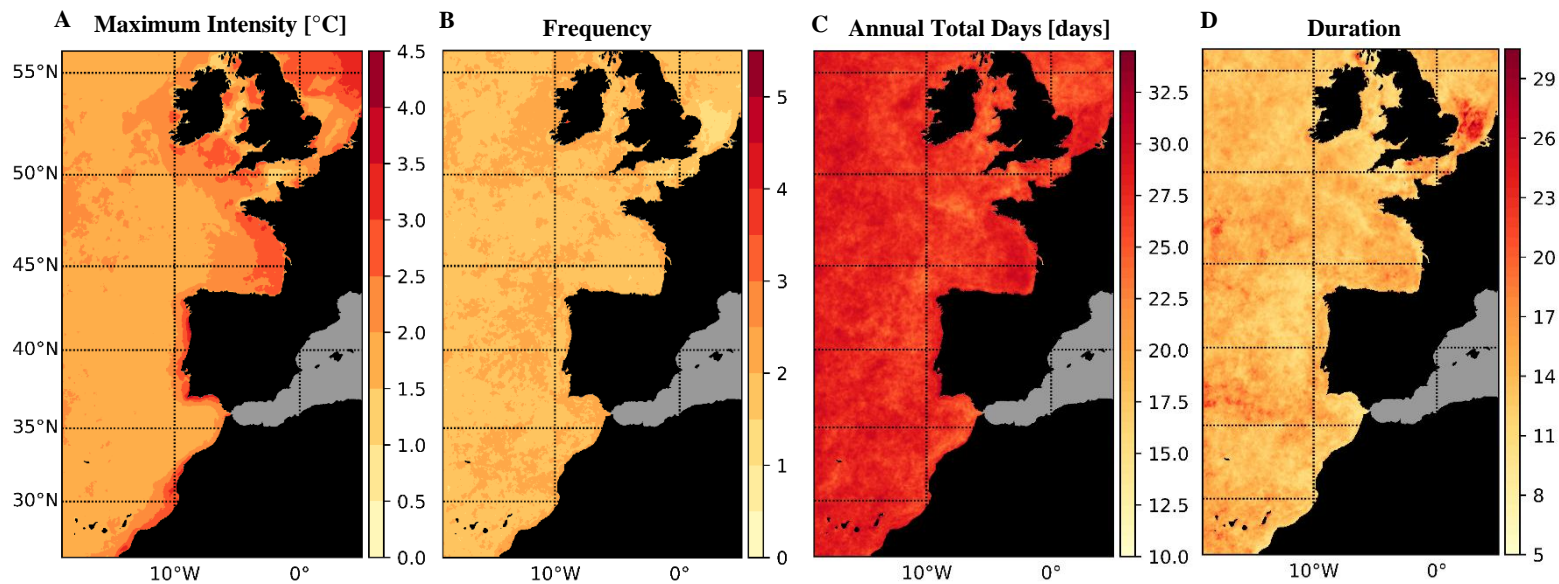 A Maximum Intensity [°C]
B Frequency
C Annual Total Days [days]
D Duration
55°N
50°N
45°N
40°N
35°N
30°N
10°W 0°
4.5
4.0
3.5
3.0
2.5
2.0
1.5
1.0
0.5
0.0
10°W 0°
5
4
3
2
1
0
10°W 0°
32.5
30.0
27.5
25.0
22.5
20.0
17.5
15.0
12.5
10.0
10°W 0°
29
26
23
20
17
14
11
8
5